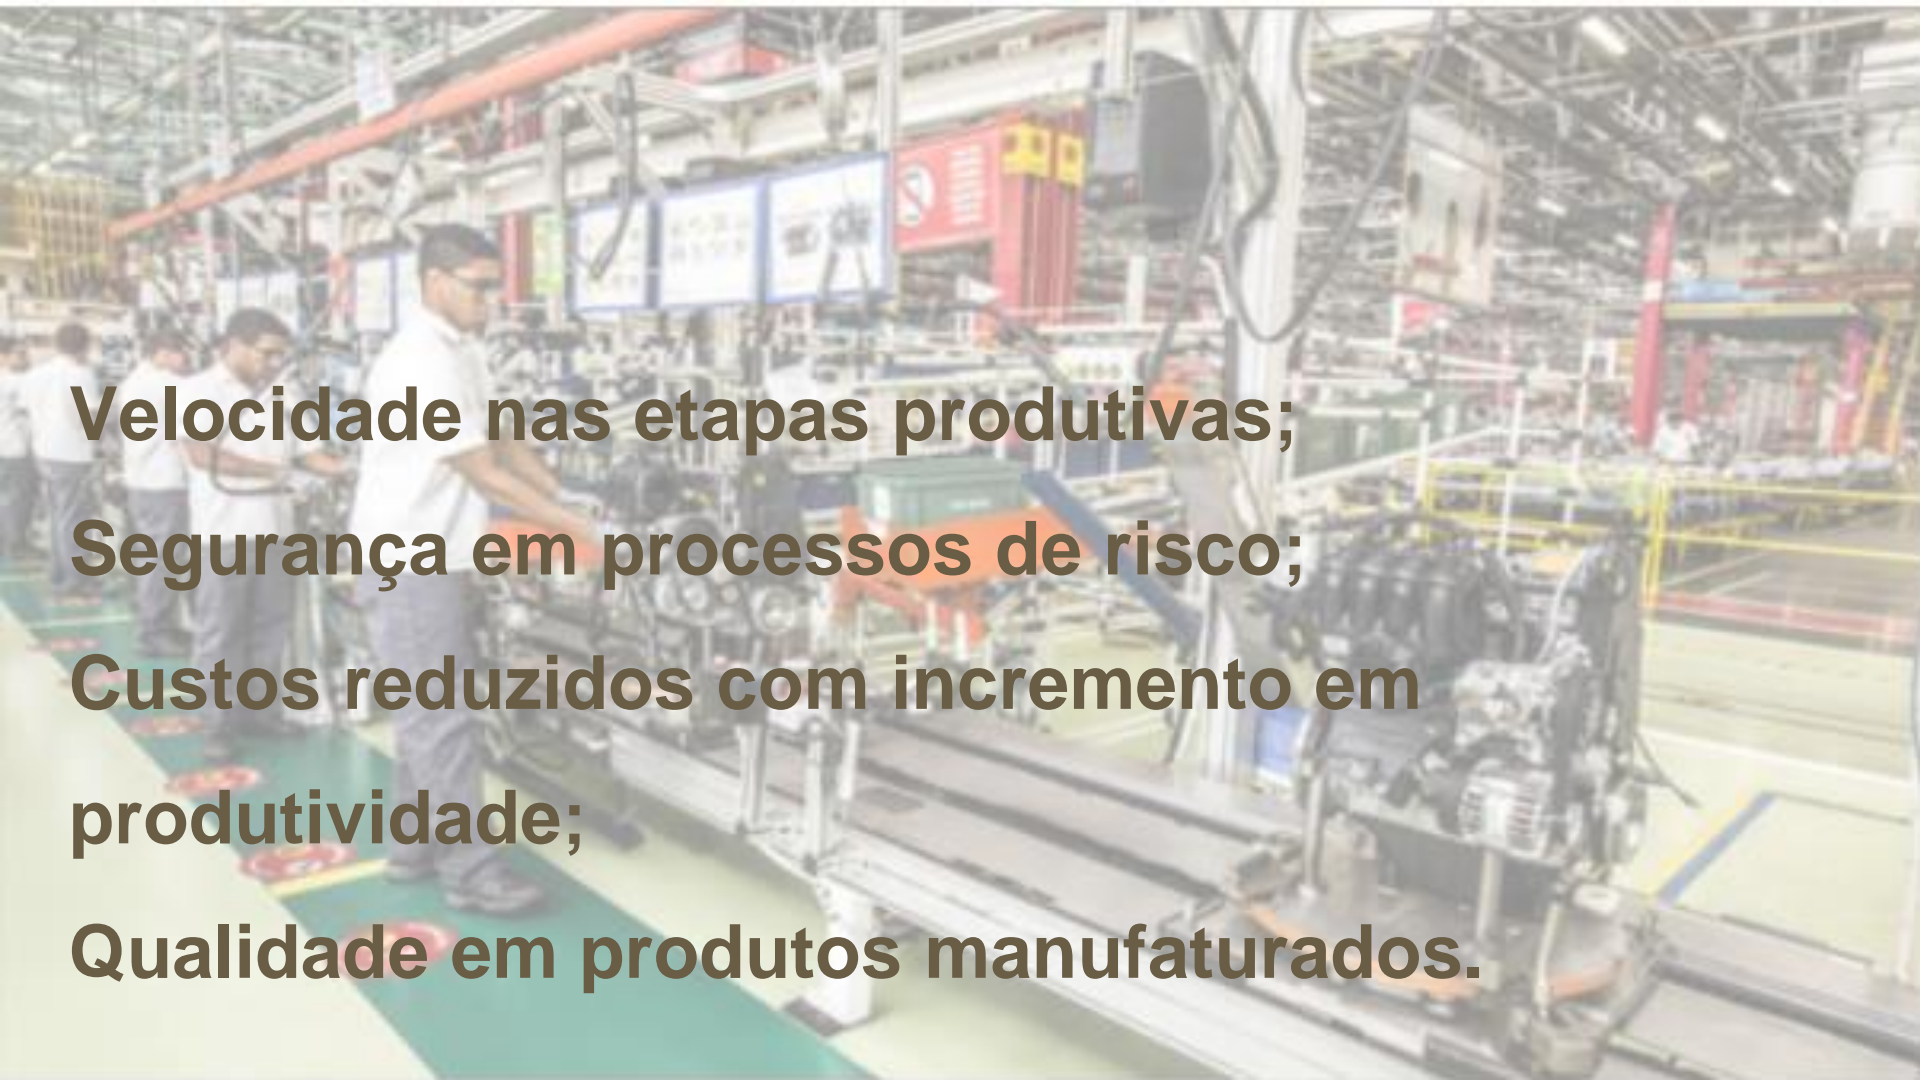 Velocidade nas etapas produtivas;
Segurança em processos de risco;
Custos reduzidos com incremento em
produtividade;
Qualidade em produtos manufaturados.